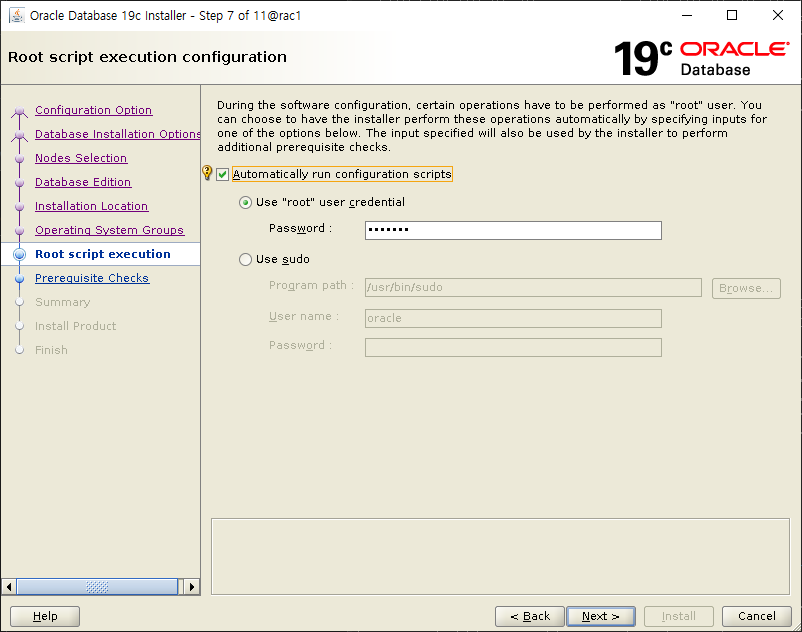 Oracle Database 19c Installer - Step 7 of 11@rac1
Root script execution configuration
19c ORACLE
Database
Configuration Option
Database Installation Options
Nodes Selection
Database Edition
Installation Location
Operating System Groups
Root script execution
Prerequisite Checks
Summary
Install Product
Finish
During the software configuration, certain operations have to be performed as "root" user. You
can choose to have the installer perform these operations automatically by specifying inputs for
one of the options below. The input specified will also be used by the installer to perform
additional prerequisite checks.
Automatically run configuration scripts
Use "root" user credential
Password : •••••••
Use sudo
Program path : /usr/bin/sudo Browse...
User name : oracle
Password :
Help < Back Next > Install Cancel